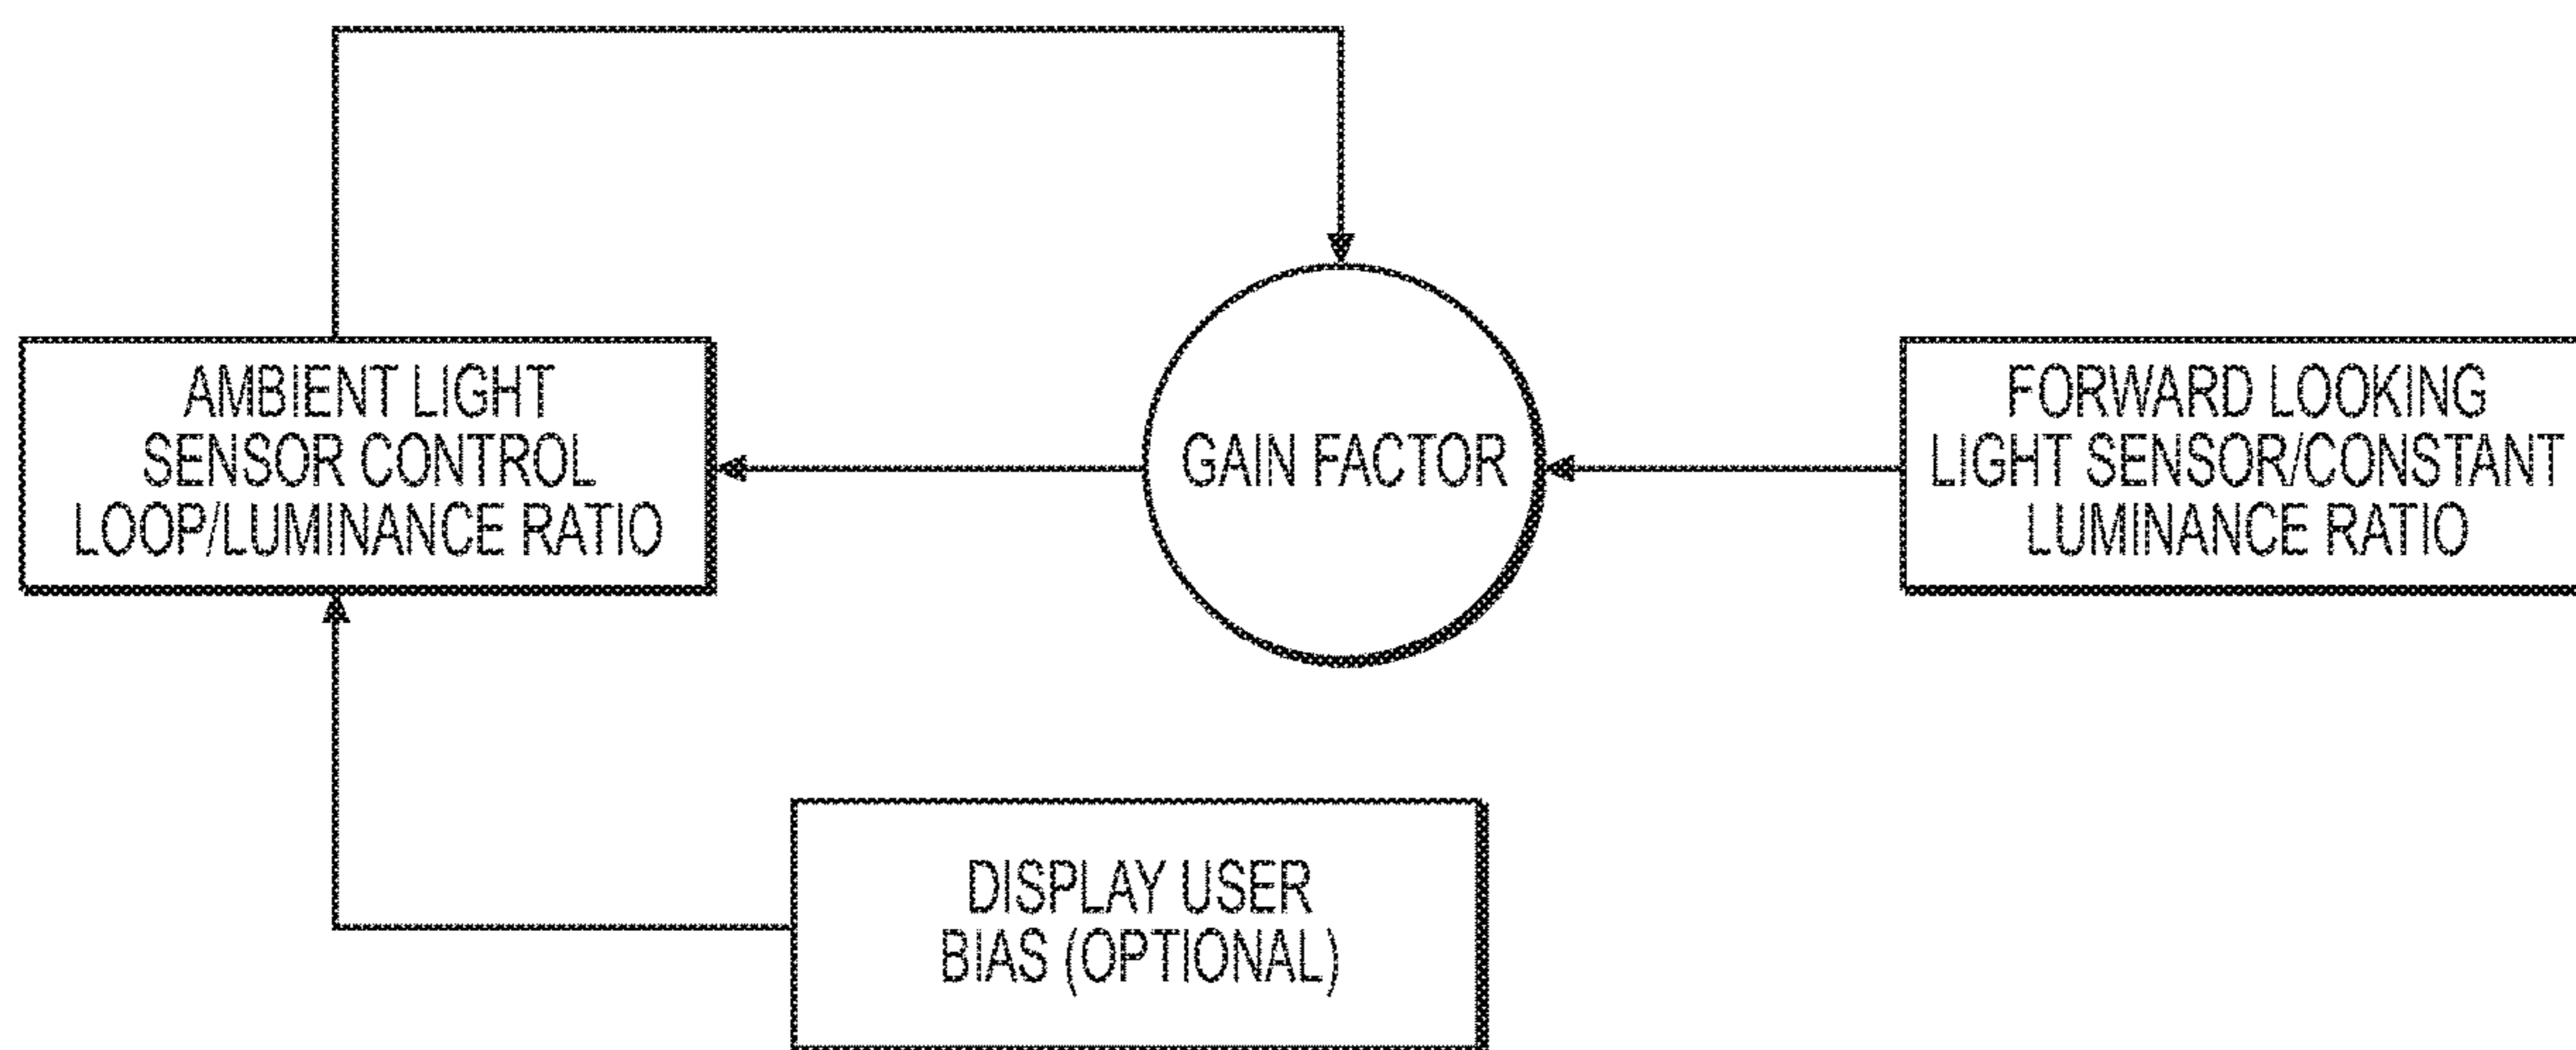 AMBIENT LIGHT
SENSOR CONTROL
LOOP/LUMINANCE RATIO
GAIN FACTOR
FORWARD LOOKING
LIGHT SENSOR/CONSTANT
LUMINANCE RATIO
DISPLAY USER
BIAS (OPTIONAL)